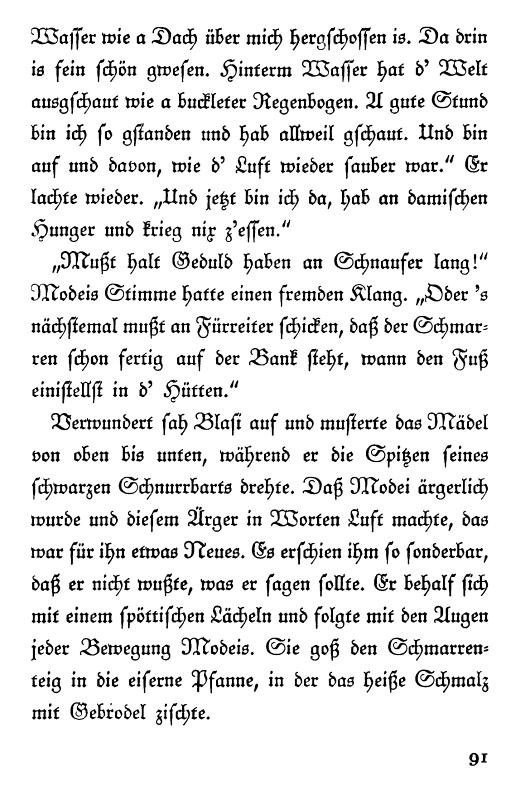 Wasser wie a Dach über mich hergschossen is. Da drin
is fein schön gwesen. Hinterm Wasser hat d' Welt
ausgschaut wie a buckleter Regenbogen. A gute Stund
bin ich so gstanden und hab allweil gschaut. Und bin
auf und davon, wie d' Luft wieder sauber war.“ Er
lachte wieder. „Und jetzt bin ich da, hab an damischen
Hunger und krieg nix z'essen.“
„Mußt halt Geduld haben an Schnaufer lang!“
Modeis Stimme hatte einen fremden Klang. „Oder 's
nächstemal mußt an Fürreiter schicken, daß der Schmar-
ren schon fertig auf der Bank steht, wann den Fuß
einistellst in d' Hütten.“
Verwundert sah Blasi auf und musterte das Mädel
von oben bis unten, während er die Spitzen seines
schwarzen Schnurrbarts drehte. Daß Modei ärgerlich
wurde und diesem Ärger in Worten Luft machte, das
war für ihn etwas Neues. Es erschien ihm so sonderbar,
daß er nicht wußte, was er sagen sollte. Er behalf sich
mit einem spöttischen Lächeln und folgte mit den Augen
jeder Bewegung Modeis. Sie goß den Schmarren-
teig in die eiserne Pfanne, in der das heiße Schmalz
mit Gebrodel zischte.
91